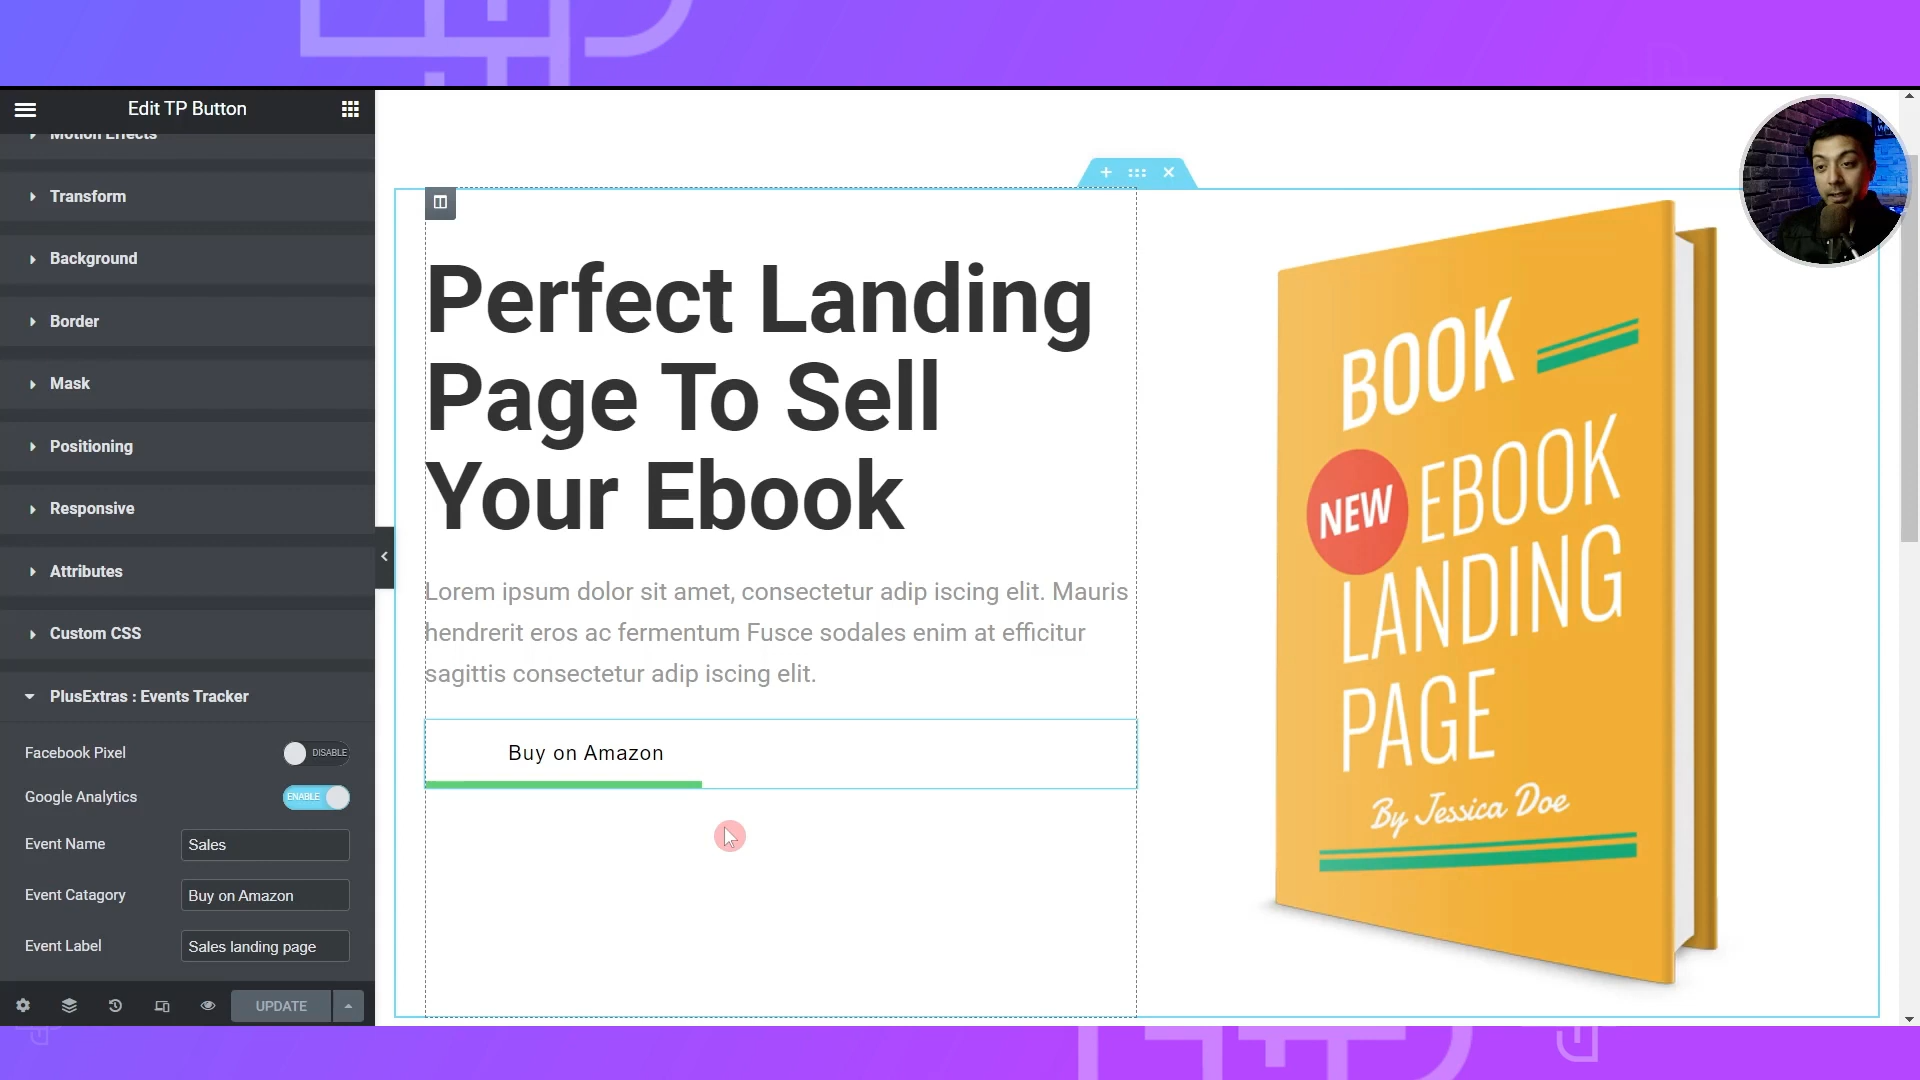 Edit TP Button
Motion Effects
Transform
Background
Border
Mask
Positioning
Responsive
Attributes
Custom CSS
PlusExtras : Events Tracker
Facebook Pixel
DISABLE
Google Analytics
ENABLE
Event Name
Sales
Event Catagory
Buy on Amazon
Event Label
Sales landing page
UPDATE
Perfect Landing
Page To Sell
Your Ebook
Lorem ipsum dolor sit amet, consectetur adip iscing elit. Mauris
hendrerit eros ac fermentum Fusce sodales enim at efficitur
sagittis consectetur adip iscing elit.
Buy on Amazon
BOOK
NEW
EBOOK
LANDING
PAGE
By Jessica Doe